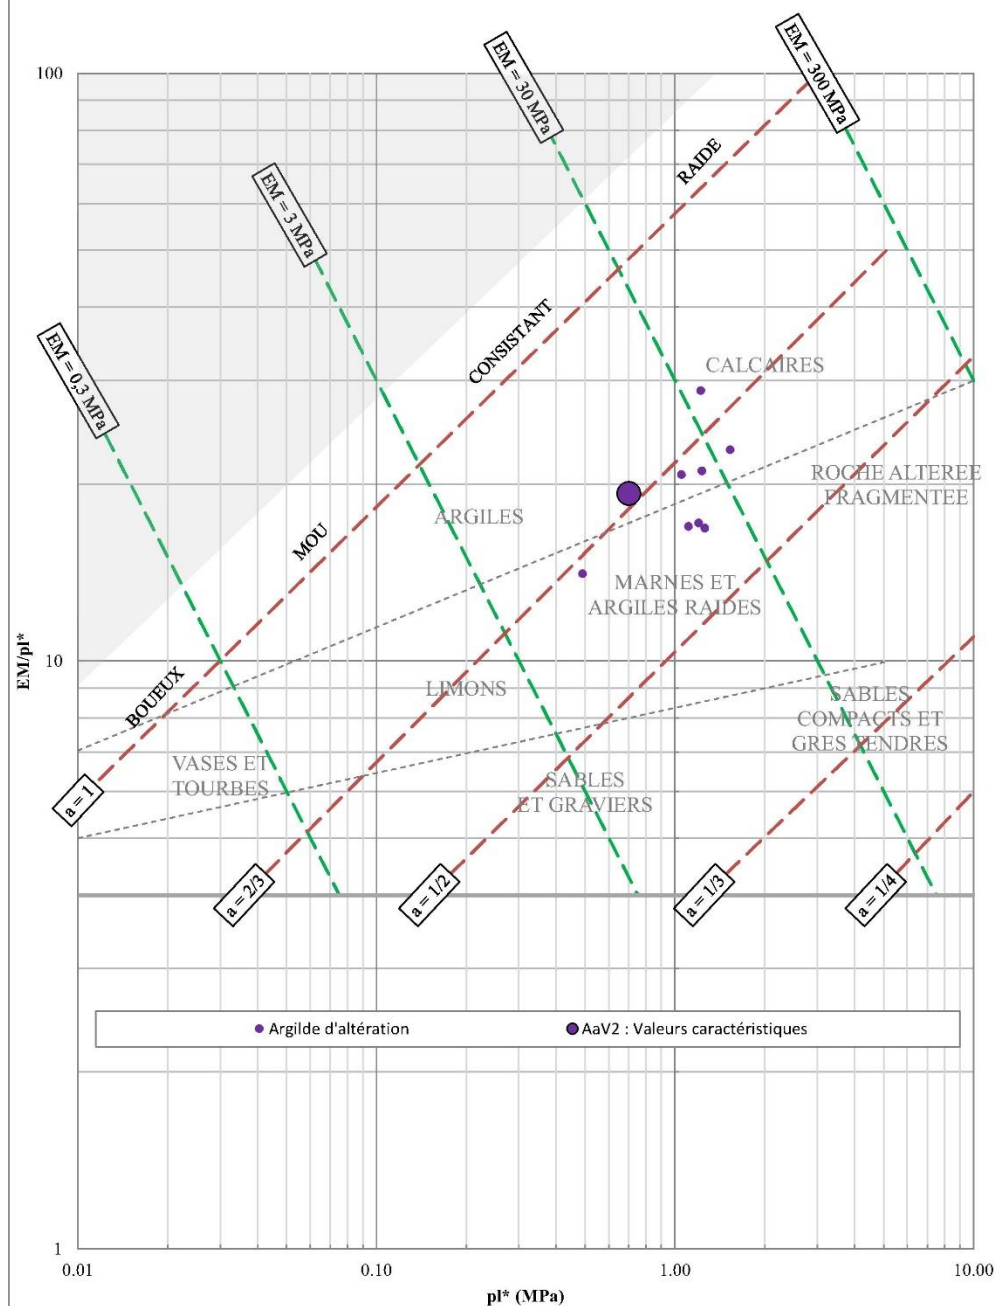 EM = 300 MPa
EM = 30 MPa
100
RAIDE
EM = 3 MPa
CONSISTANT
EM = 0,3 MPa
CALCAIRES
ROCHE ALTEREE
FRAGMENTEE
ARGILES
MOU
MARNES ET
ARGILES RAIDES
EM/pl*
10
BOUEUX
LIMONS
SABLES
COMPACTS ET
GRES TENDRES
VASES ET
TOURBES
SABLES
ET GRAVIERS
a = 1
a = 2/3
a = 1/2
a = 1/3
a = 1/4
Argilde d'altération
AaV2 : Valeurs caractéristiques
1
0.01
0.10
1.00
10.00
pl* (MPa)